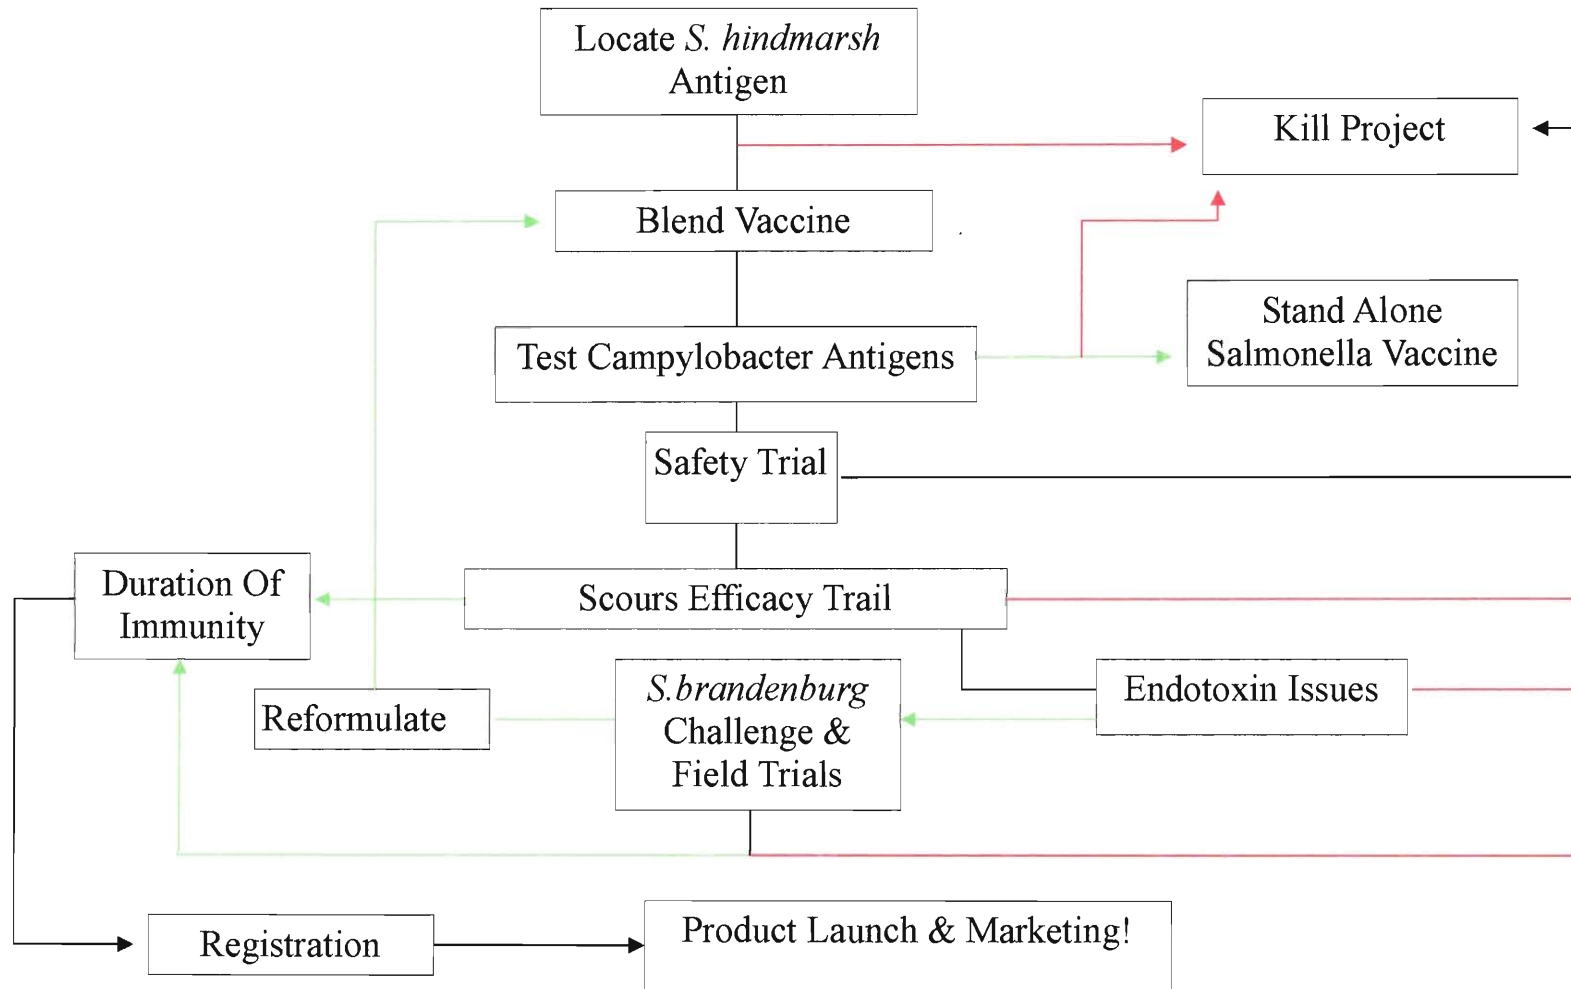 Locate S. hindmarsh
Antigen
Kill Project
Blend Vaccine
Stand Alone
Salmonella Vaccine
Test Campylobacter Antigens
Safety Trial
Duration Of
Immunity
Scours Efficacy Trail
S.brandenburg
Challenge &
Field Trials
Endotoxin Issues
Reformulate
Registration
Product Launch & Marketing!